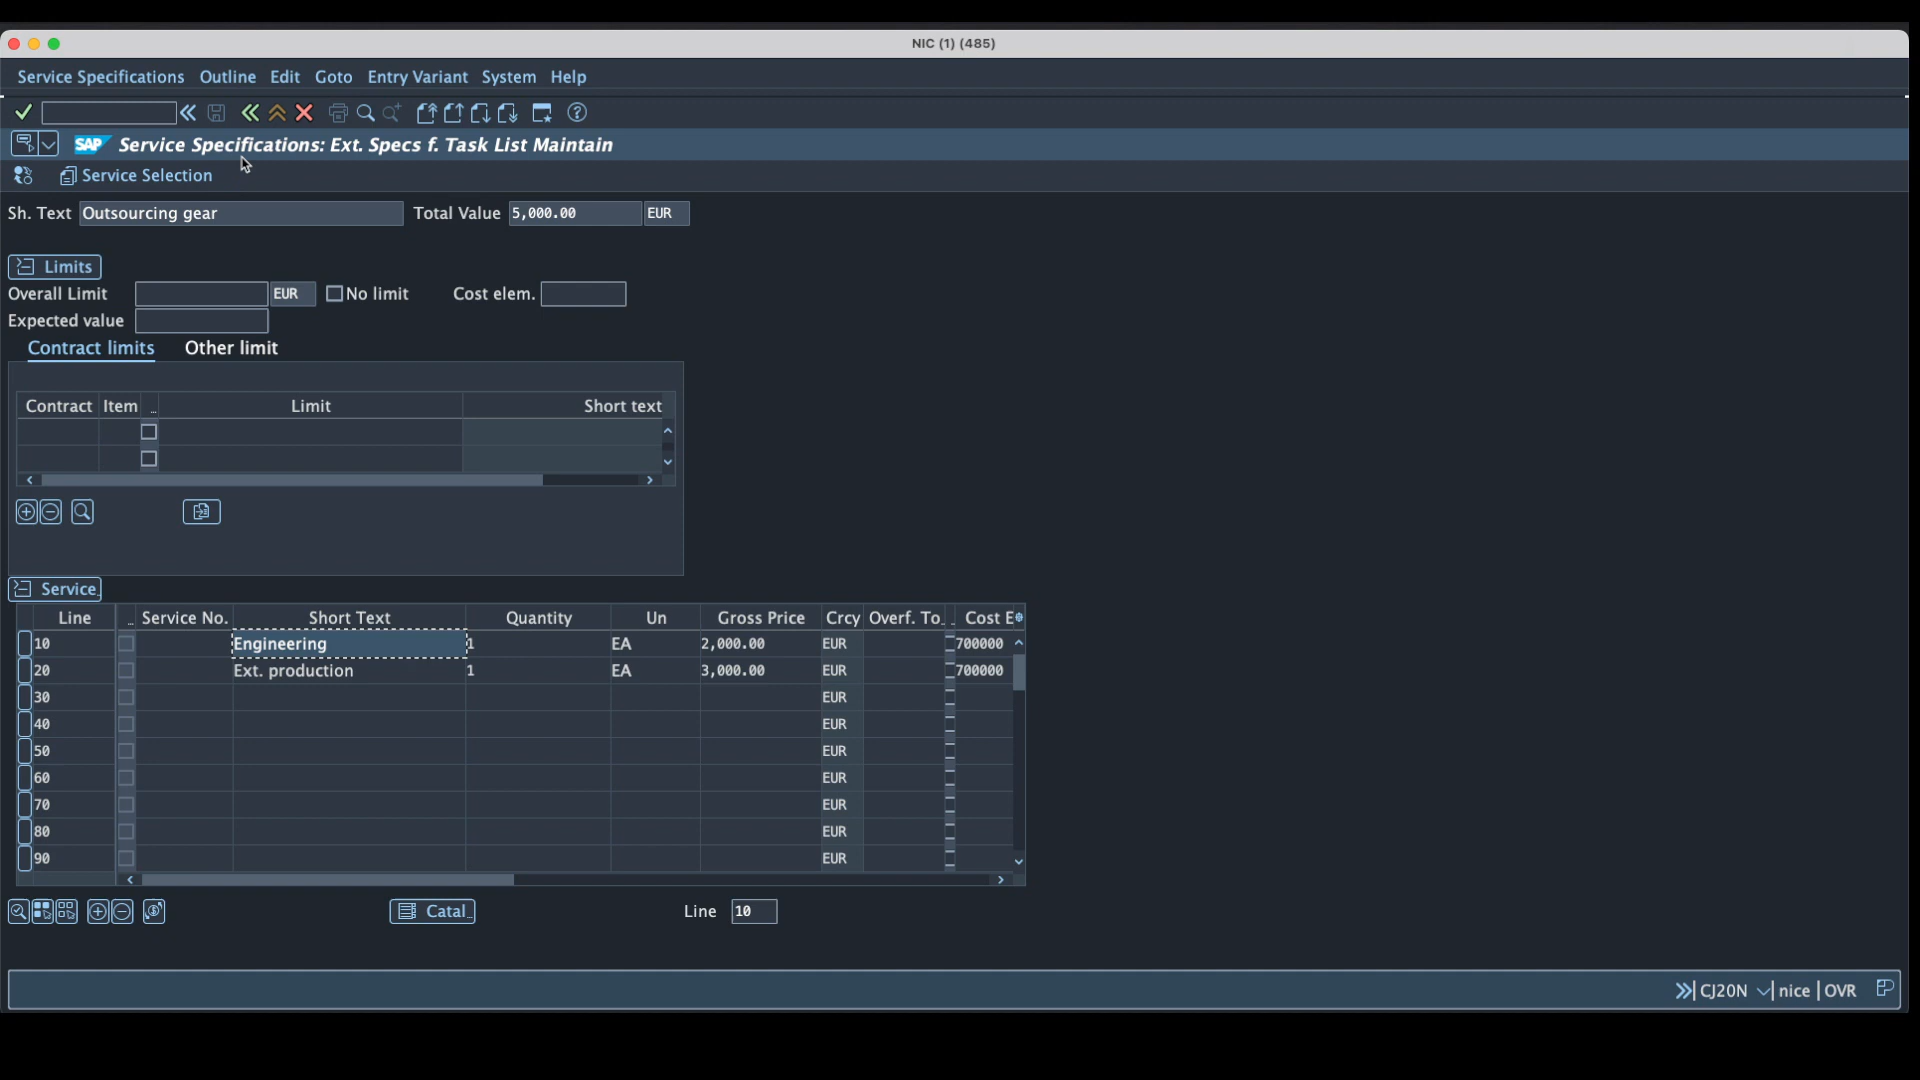 NIC (1) (485)
Service Specifications Outline Edit Goto Entry Variant System Help
SAP Service Specifications: Ext. Specs f. Task List Maintain
Service Selection
Sh. Text Outsourcing gear Total Value 5,000.00 EUR
Limits
Overall Limit EUR No limit Cost elem.
Expected value
Contract limits Other limit
Contract Item .. Limit Short text
Service.
Line .. Service No. Short Text Quantity Un Gross Price Crcy Overf. To.. . Cost E
10 Engineering 1 EA 2,000.00 EUR 700000
20 Ext. production 1 EA 3,000.00 EUR 700000
30 EUR
40 EUR
50 EUR
60 EUR
70 EUR
80 EUR
90 EUR
Catal.. Line 10
CJ20N nice OVR